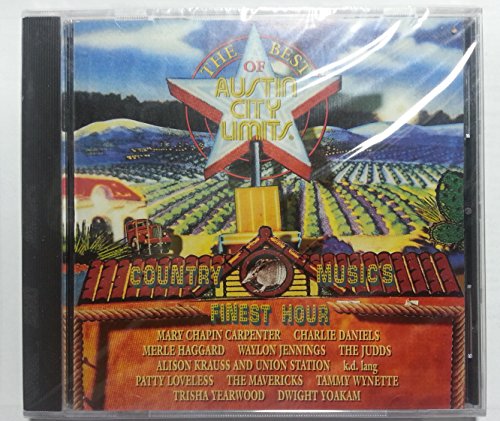 THE BEST
OF
AUSTIN
CITY
LIMITS
COUNTRY MUSIC'S
FINEST HOUR
MARY CHAPIN CARPENTER CHARLIE DANIELS
MERLE HAGGARD WAYLON JENNINGS THE JUDDS
ALISON KRAUSS AND UNION STATION k.d. lang
PATTY LOVELESS THE MAVERICKS TAMMY WYNETTE
TRISHA YEARWOOD DWIGHT YOAKAM